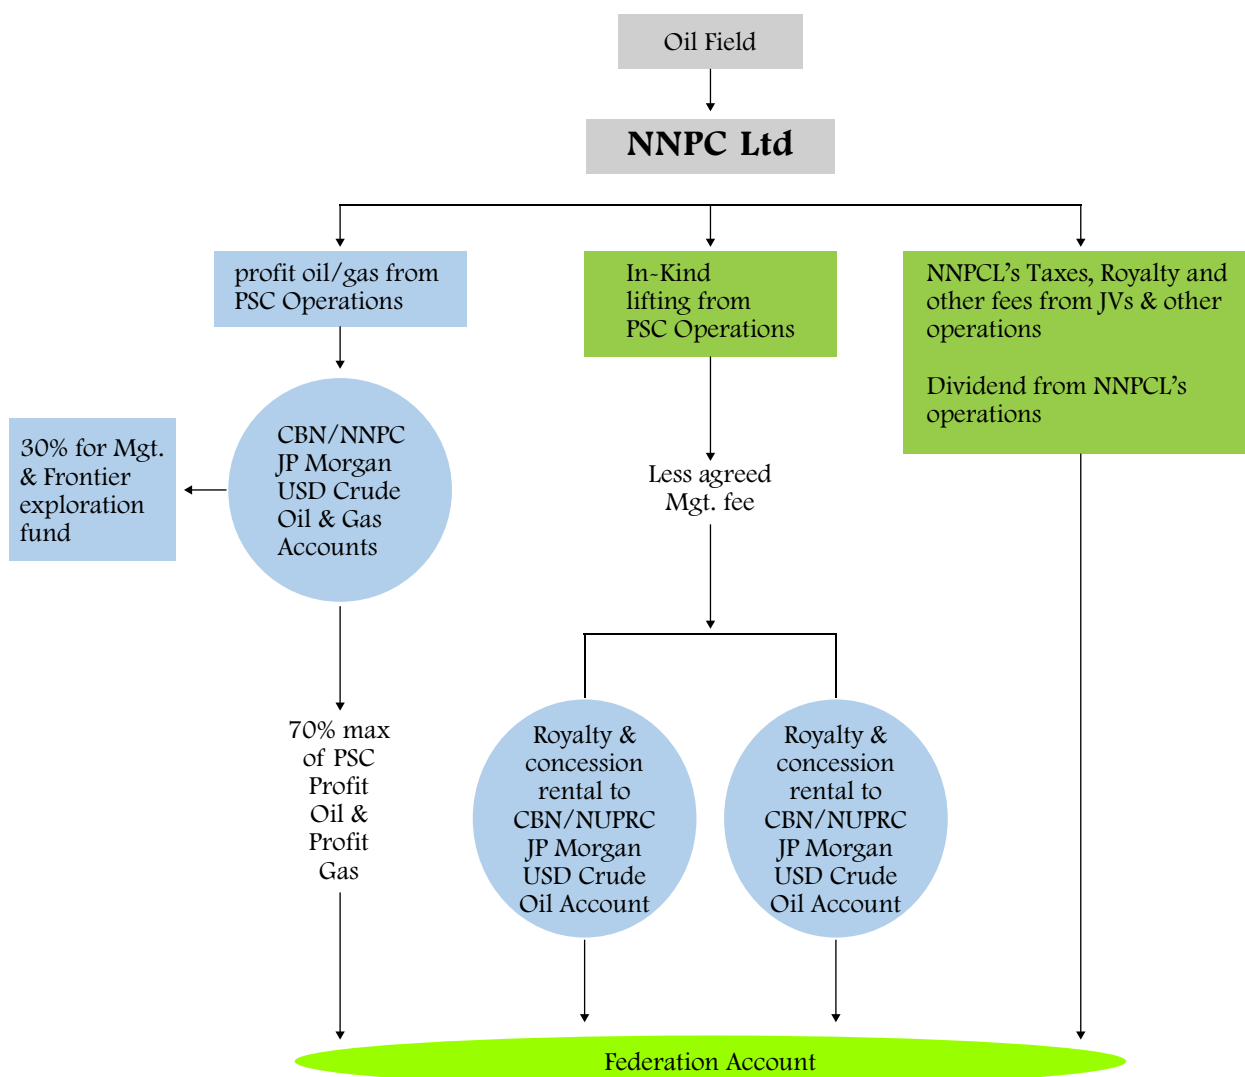 Oil Field
NNPC Ltd
profit oil/gas from
PSC Operations
In-Kind
lifting from
PSC Operations
NNPCL's Taxes, Royalty and
other fees from JVs & other
operations
Dividend from NNPCL's
operations
30% for Mgt.
& Frontier
exploration
fund
CBN/NNPC
JP Morgan
USD Crude
Oil & Gas
Accounts
Less agreed
Mgt. fee
70% max
of PSC
Profit
Oil &
Profit
Gas
Royalty &
concession
rental to
CBN/NUPRC
JP Morgan
USD Crude
Oil Account
Royalty &
concession
rental to
CBN/NUPRC
JP Morgan
USD Crude
Oil Account
Federation Account